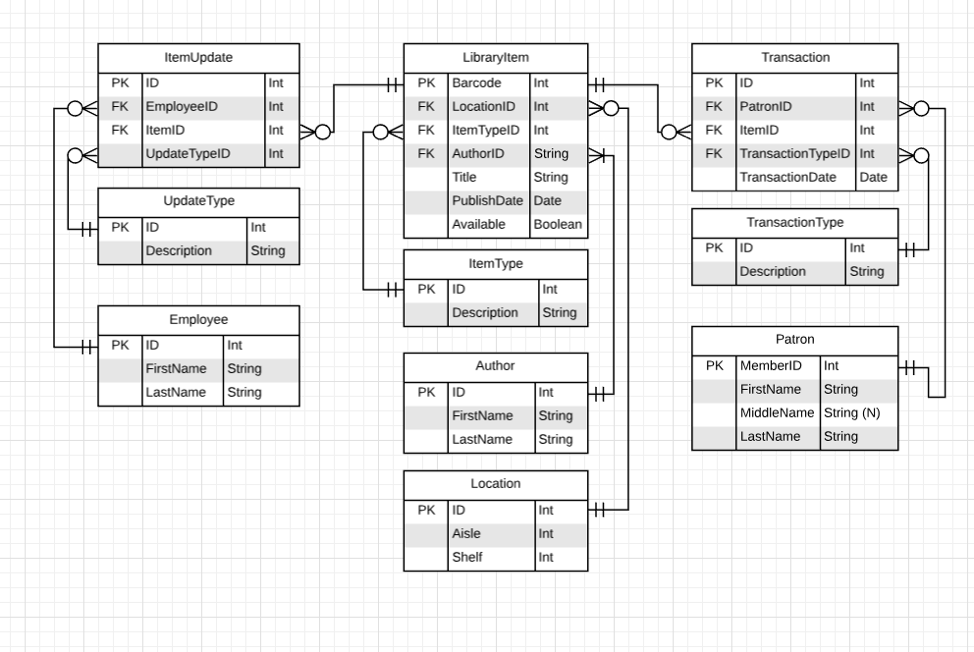 ItemUpdate
PK ID Int
FK EmployeeID Int
FK ItemID Int
UpdateTypeID Int
UpdateType
PK ID Int
Description String
Employee
PK ID Int
FirstName String
LastName String
LibraryItem
PK Barcode Int
FK LocationID Int
FK ItemTypeID Int
FK AuthorID String
Title String
PublishDate Date
Available Boolean
ItemType
PK ID Int
Description String
Author
PK ID Int
FirstName String
LastName String
Location
PK ID Int
Aisle Int
Shelf Int
Transaction
PK ID Int
FK PatronID Int
FK ItemID Int
FK TransactionTypeID Int
TransactionDate Date
TransactionType
PK ID Int
Description String
Patron
PK MemberID Int
FirstName String
MiddleName String (N)
LastName String